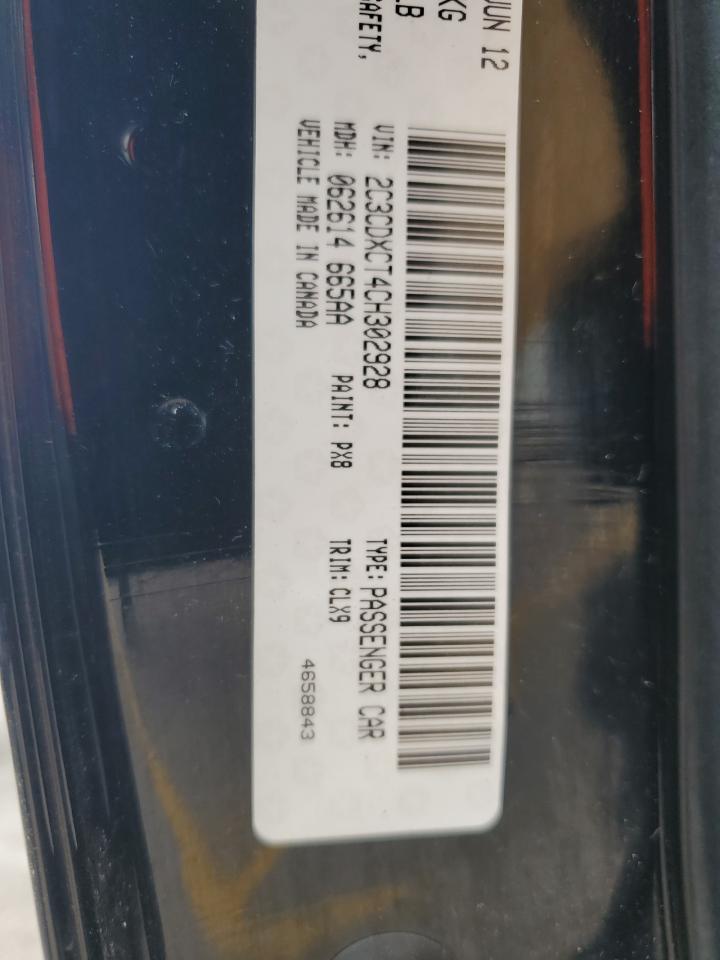 JUN 12
KG
LB
SAFETY,
VIN: 2C3CDXCT4CH302928
TYPE: PASSENGER CAR
MDH: 062614 665AA
PAINT: PX8
TRIM: CLX9
VEHICLE MADE IN CANADA
4658843